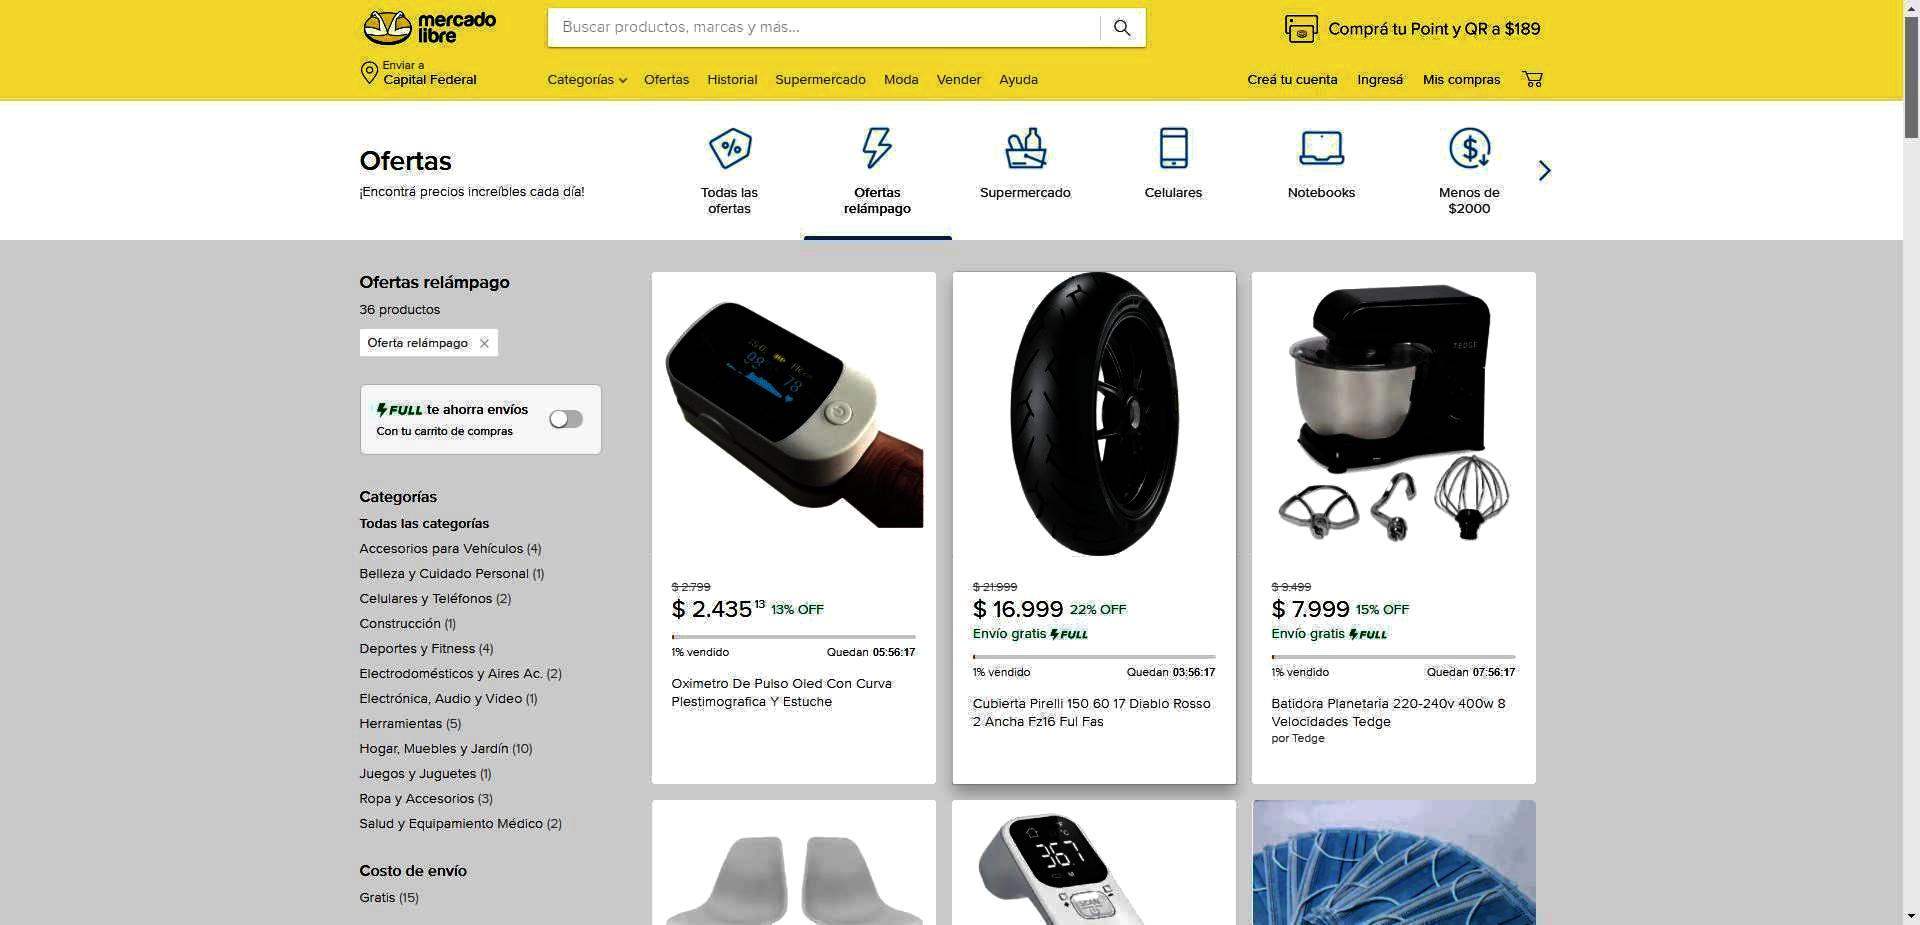 mercado
libre
Buscar productos, marcas y más...
Comprá tu Point y QR a $189
Enviar a
Capital Federal
Categorías
Ofertas
Historial
Supermercado
Moda
Vender
Ayuda
Creá tu cuenta
Ingresá
Mis compras
Ofertas
¡Encontrá precios increíbles cada día!
Todas las
ofertas
Ofertas
relámpago
Supermercado
Celulares
Notebooks
Menos de
$2000
Ofertas relámpago
36 productos
Oferta relámpago
FULL te ahorra envíos
Con tu carrito de compras
Categorías
Todas las categorías
Accesorios para Vehículos (4)
Belleza y Cuidado Personal (1)
Celulares y Teléfonos (2)
Construcción (1)
Deportes y Fitness (4)
Electrodomésticos y Aires Ac. (2)
Electrónica, Audio y Video (1)
Herramientas (5)
Hogar, Muebles y Jardín (10)
Juegos y Juguetes (1)
Ropa y Accesorios (3)
Salud y Equipamiento Médico (2)
Costo de envío
Gratis (15)
98
78
$ 2.799
$ 2.435 13 13% OFF
1% vendido
Quedan 05:56:17
Oximetro De Pulso Oled Con Curva
Plestimografica Y Estuche
$ 21.999
$ 16.999 22% OFF
Envío gratis FULL
1% vendido
Quedan 03:56:17
Cubierta Pirelli 150 60 17 Diablo Rosso
2 Ancha Fz16 Ful Fas
TEDGE
$ 9.499
$ 7.999 15% OFF
Envío gratis FULL
1% vendido
Quedan 07:56:17
Batidora Planetaria 220-240v 400w 8
Velocidades Tedge
por Tedge
36.7
SCAN